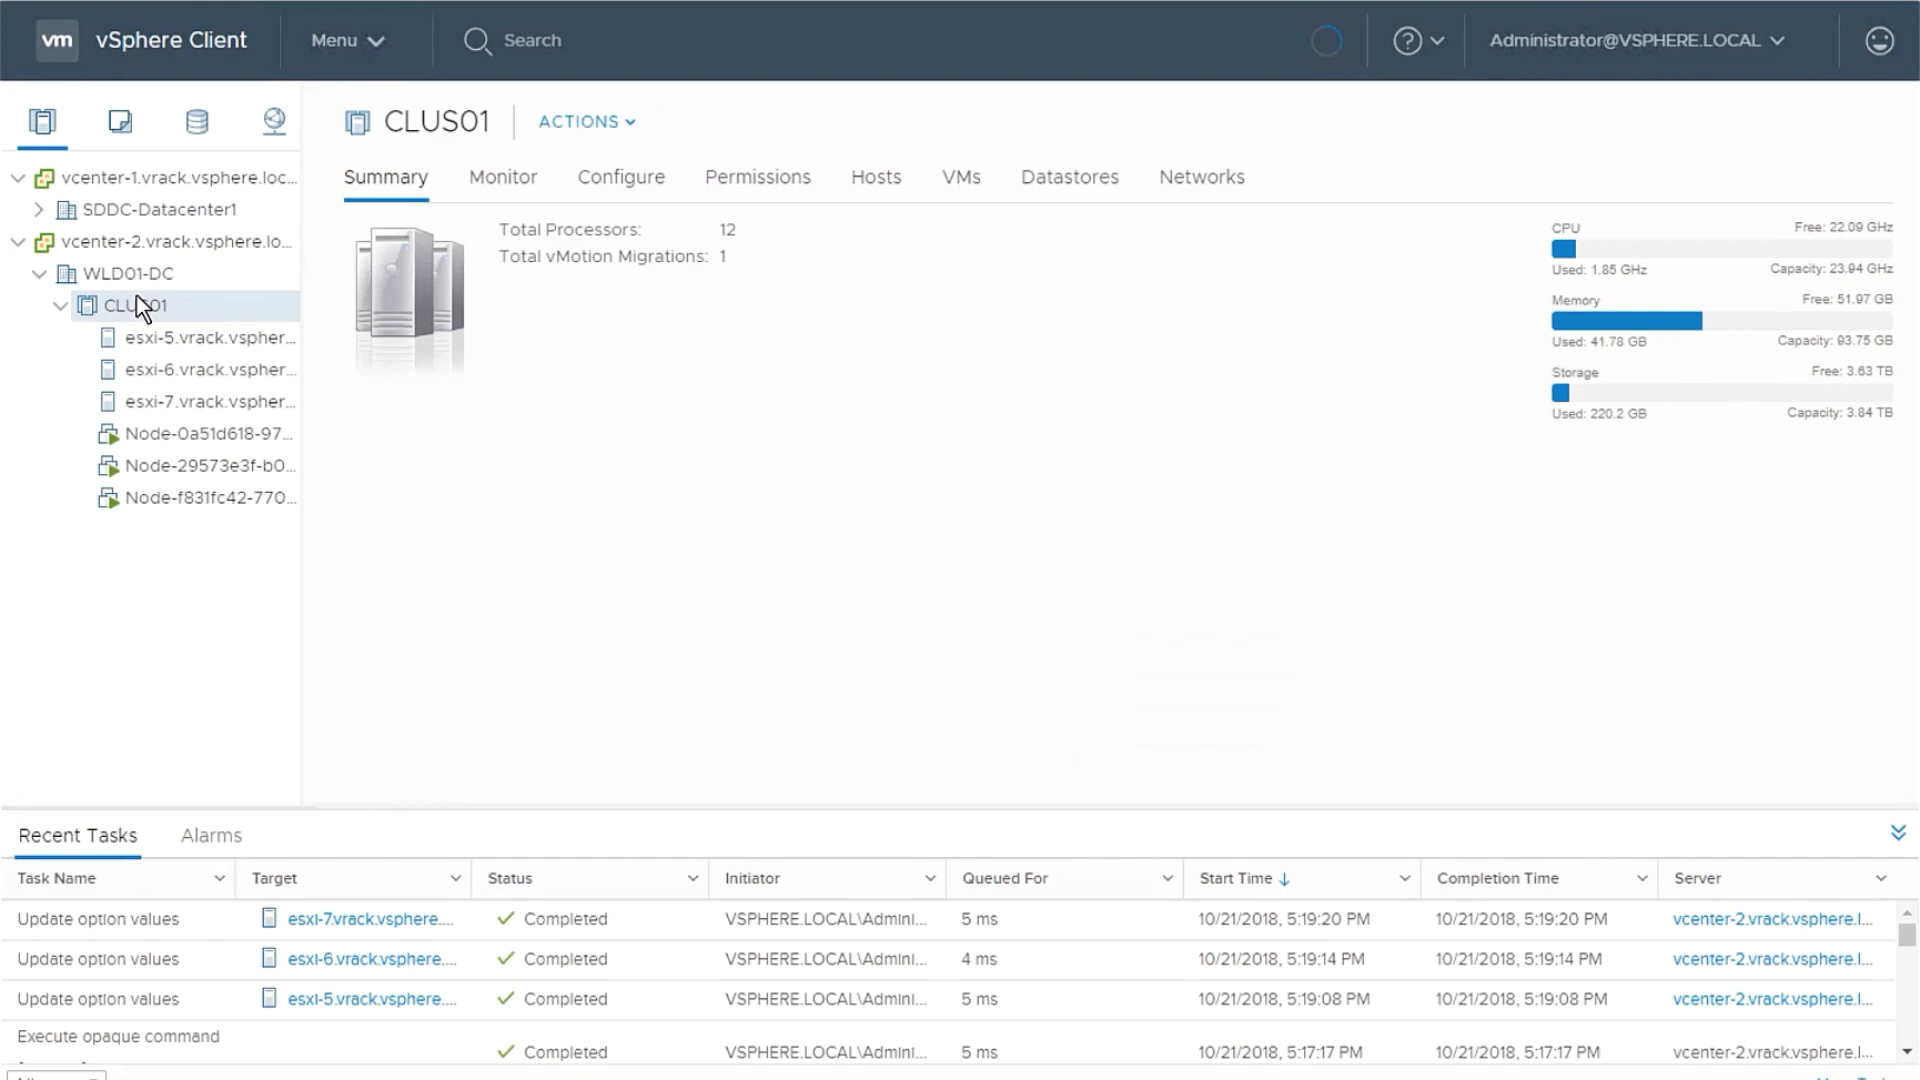 vm vSphere Client Menu Search Administrator@VSPHERE.LOCAL
CLUS01 ACTIONS
Summary Monitor Configure Permissions Hosts VMs Datastores Networks
vcenter-1.vrack.vsphere.loc...
SDDC-Datacenter1
vcenter-2.vrack.vsphere.lo...
WLD01-DC
CLUS01
esxi-5.vrack.vspher...
esxi-6.vrack.vspher...
esxi-7.vrack.vspher...
Node-0a51d618-97...
Node-29573e3f-b0...
Node-f831fc42-770...
Total Processors: 12
Total vMotion Migrations: 1
CPU Free: 22.09 GHz
Used: 1.85 GHz Capacity: 23.94 GHz
Memory Free: 51.97 GB
Used: 41.78 GB Capacity: 93.75 GB
Storage Free: 3.63 TB
Used: 220.2 GB Capacity: 3.84 TB
Recent Tasks Alarms
Task Name Target Status Initiator Queued For Start Time Completion Time Server
Update option values esxi-7.vrack.vsphere.... Completed VSPHERE.LOCAL\Admini... 5 ms 10/21/2018, 5:19:20 PM 10/21/2018, 5:19:20 PM vcenter-2.vrack.vsphere.l...
Update option values esxi-6.vrack.vsphere.... Completed VSPHERE.LOCAL\Admini... 4 ms 10/21/2018, 5:19:14 PM 10/21/2018, 5:19:14 PM vcenter-2.vrack.vsphere.l...
Update option values esxi-5.vrack.vsphere.... Completed VSPHERE.LOCAL\Admini... 5 ms 10/21/2018, 5:19:08 PM 10/21/2018, 5:19:08 PM vcenter-2.vrack.vsphere.l...
Execute opaque command
Completed VSPHERE.LOCAL\Admini... 5 ms 10/21/2018, 5:17:17 PM 10/21/2018, 5:17:17 PM vcenter-2.vrack.vsphere.l...